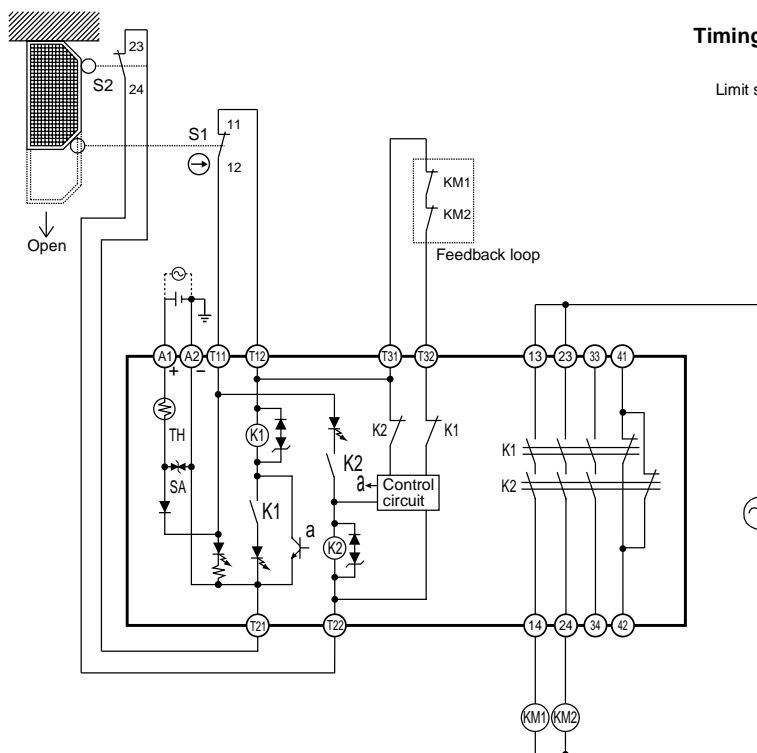 Timing
23
S2
24
Limit s
S1
11
12
KM1
KM2
Feedback loop
Open
A1
A2
T11
T12
T31
T32
13
23
33
41
+
−
TH
SA
K1
K1
a
K2
K2
K2
K1
a
Control
circuit
K1
K2
T21
T22
14
24
34
42
KM1
KM2